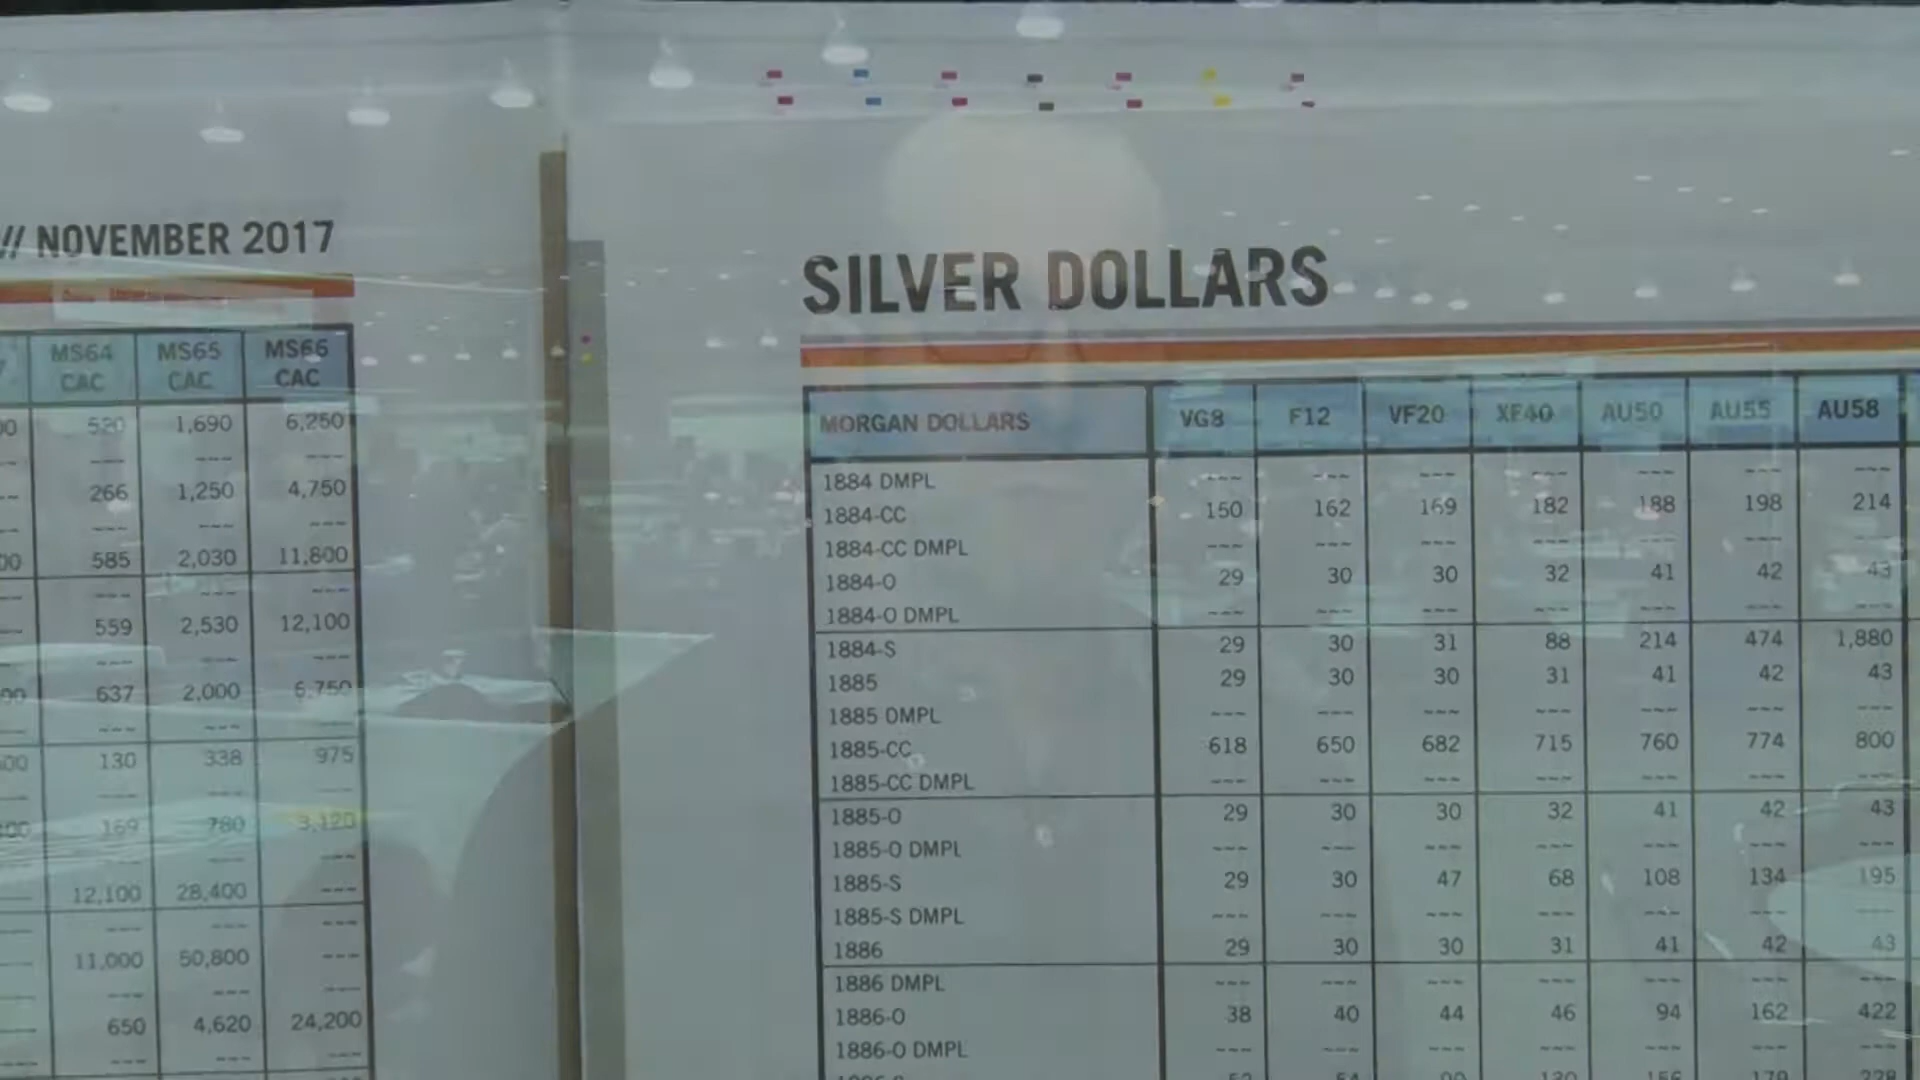 // NOVEMBER 2017
MS64 CAC MS65 CAC MS66 CAC
520 1,690 6,250
--- --- ---
266 1,250 4,750
--- --- ---
585 2,030 11,800
--- --- ---
559 2,530 12,100
--- --- ---
637 2,000 6,750
--- --- ---
130 338 975
--- --- ---
169 780 3,120
--- --- ---
12,100 28,400 ---
--- --- ---
11,000 50,800 ---
--- --- ---
650 4,620 24,200
--- --- ---
SILVER DOLLARS
MORGAN DOLLARS VG8 F12 VF20 XF40 AU50 AU55 AU58
1884 DMPL --- --- --- --- --- --- ---
1884-CC 150 162 169 182 188 198 214
1884-CC DMPL --- --- --- --- --- --- ---
1884-O 29 30 30 32 41 42 43
1884-O DMPL --- --- --- --- --- --- ---
1884-S 29 30 31 88 214 474 1,880
1885 29 30 30 31 41 42 43
1885 DMPL --- --- --- --- --- --- ---
1885-CC 618 650 682 715 760 774 800
1885-CC DMPL --- --- --- --- --- --- ---
1885-O 29 30 30 32 41 42 43
1885-O DMPL --- --- --- --- --- --- ---
1885-S 29 30 47 68 108 134 195
1885-S DMPL --- --- --- --- --- --- ---
1886 29 30 30 31 41 42 43
1886 DMPL --- --- --- --- --- --- ---
1886-O 38 40 44 46 94 162 422
1886-O DMPL --- --- --- --- --- --- ---